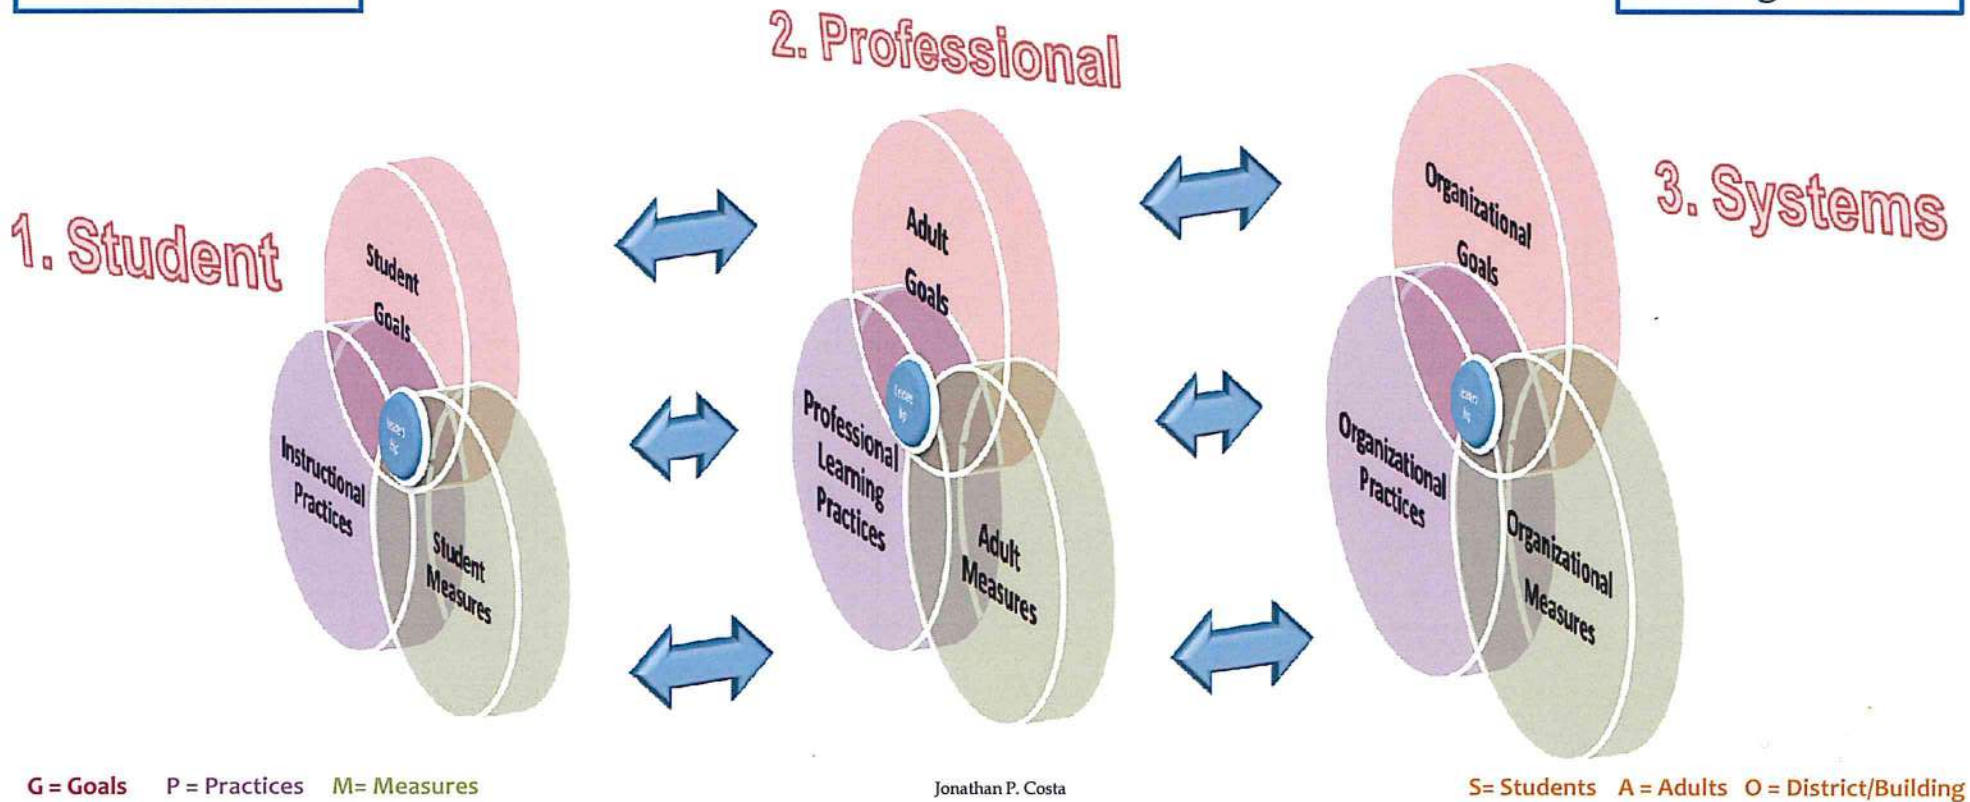 2. Professional
1. Student
3. Systems
Student
Goals
Instructional
Practices
Student
Measures
Adult
Goals
Professional
Learning
Practices
Adult
Measures
Organizational
Goals
Organizational
Practices
Organizational
Measures
G = Goals P = Practices M= Measures
Jonathan P. Costa
S= Students A = Adults O = District/Building